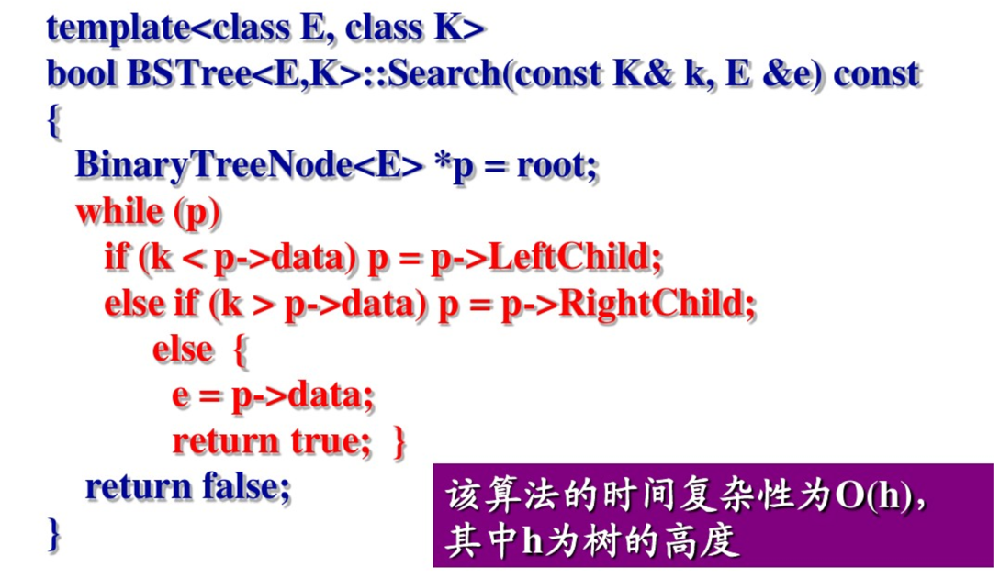 template<class E, class K>
bool BSTree<E,K>::Search(const K& k, E &e) const
{
BinaryTreeNode<E> *p = root;
while (p)
if (k < p->data) p = p->LeftChild;
else if (k > p->data) p = p->RightChild;
else {
e = p->data;
return true; }
return false;
}
该算法的时间复杂性为O(h),
其中h为树的高度